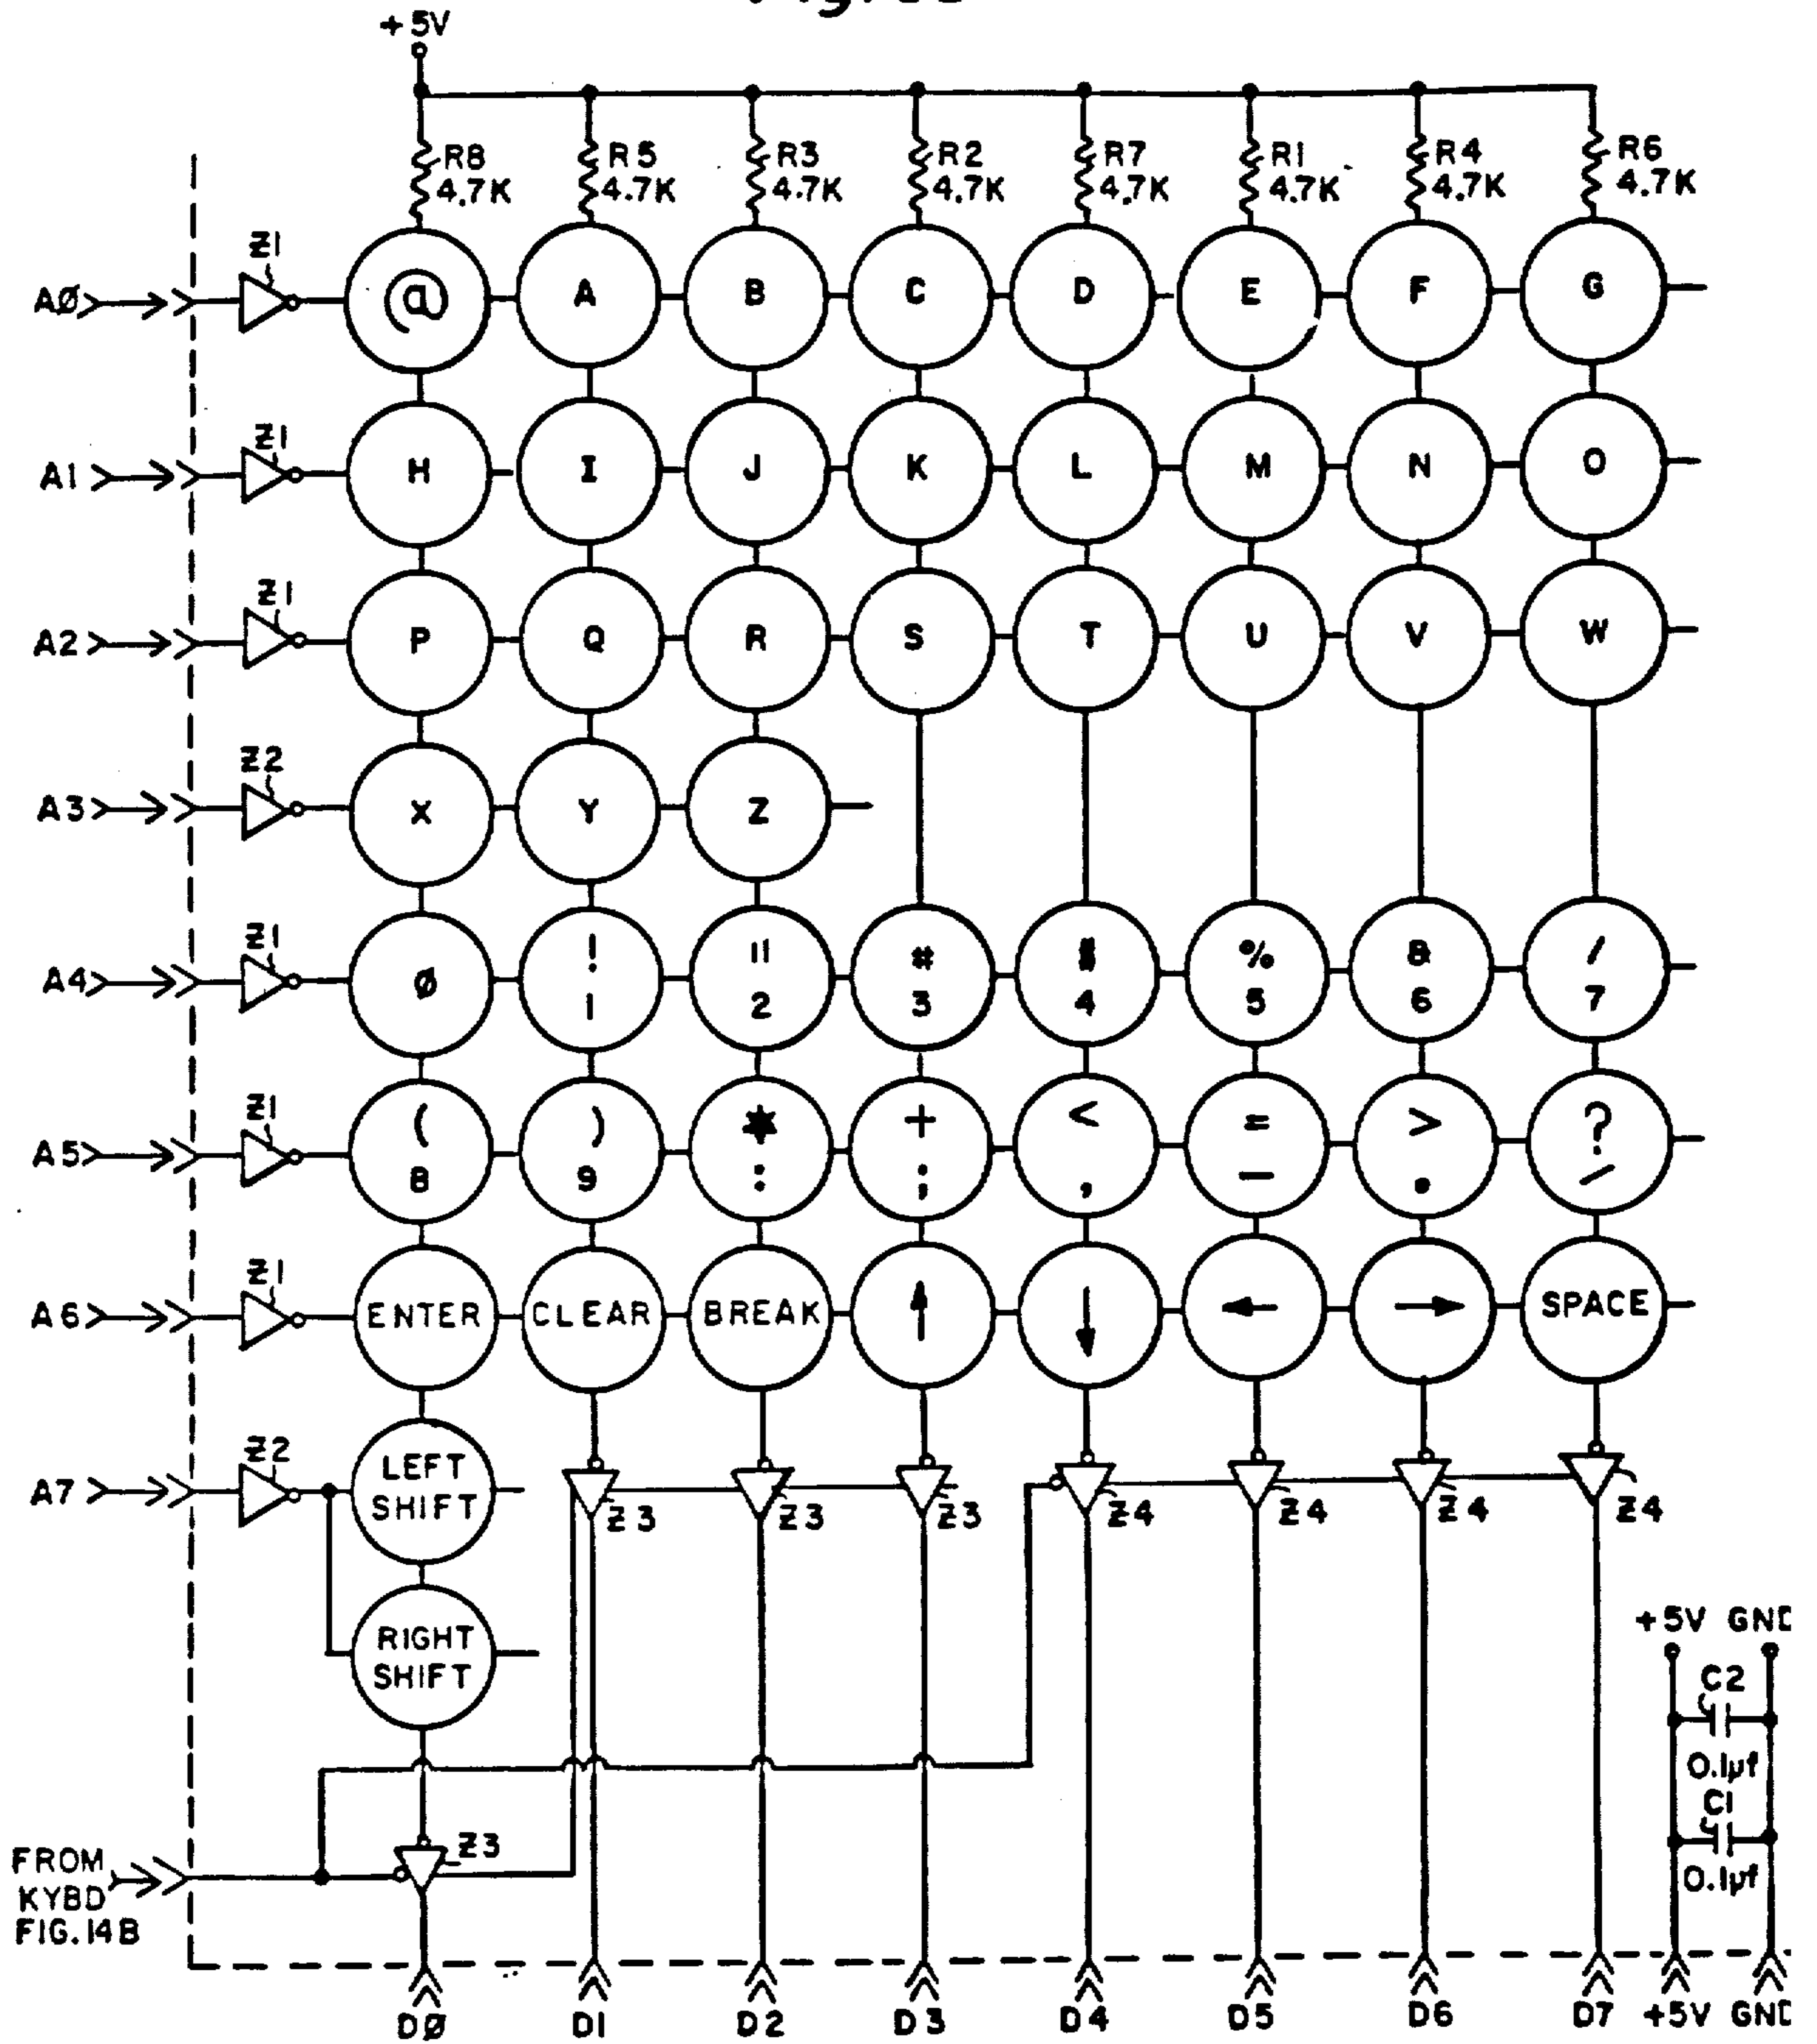 +5V
R8 R5 R3 R2 R7 R1 R4 R6
4.7K 4.7K 4.7K 4.7K 4.7K 4.7K 4.7K 4.7K
Z1
AØ @ A B C D E F G
Z1
A1 H I J K L M N O
Z1
A2 P Q R S T U V W
Z2
A3 X Y Z
Z1
! " # $ % & /
A4 Ø 1 2 3 4 5 6 7
Z1
( ) * + < = > ?
A5 8 9 : ; , - . /
Z1
A6 ENTER CLEAR BREAK ↑ ↓ ← → SPACE
Z2
A7 LEFT SHIFT
Z3 Z3 Z3 Z4 Z4 Z4 Z4
RIGHT SHIFT
+5V GND
C2
0.1µf
C1
0.1µf
Z3
FROM
KYBD
FIG.14B
DØ D1 D2 D3 D4 D5 D6 D7 +5V GND